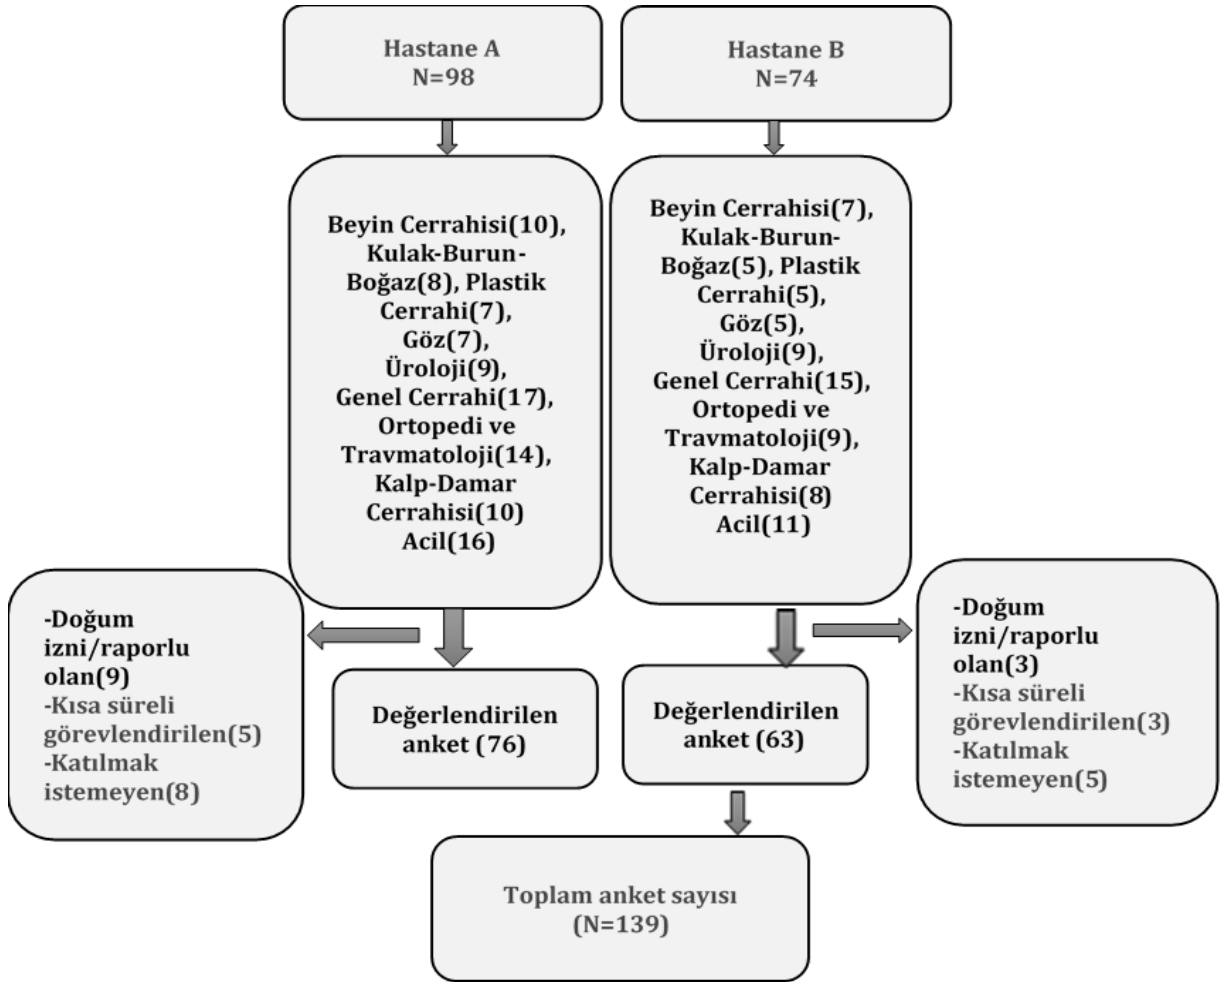 Hastane A
N=98
Hastane B
N=74
Beyin Cerrahisi(10),
Kulak-Burun-
Boğaz(8), Plastik
Cerrahi(7),
Göz(7),
Üroloji(9),
Genel Cerrahi(17),
Ortopedi ve
Travmatoloji(14),
Kalp-Damar
Cerrahisi(10)
Acil(16)
Beyin Cerrahisi(7),
Kulak-Burun-
Boğaz(5), Plastik
Cerrahi(5),
Göz(5),
Üroloji(9),
Genel Cerrahi(15),
Ortopedi ve
Travmatoloji(9),
Kalp-Damar
Cerrahisi(8)
Acil(11)
-Doğum
izni/raporlu
olan(9)
-Kısa süreli
görevlendirilen(5)
-Katılmak
istemeyen(8)
Değerlendirilen
anket (76)
Değerlendirilen
anket (63)
-Doğum
izni/raporlu
olan(3)
-Kısa süreli
görevlendirilen(3)
-Katılmak
istemeyen(5)
Toplam anket sayısı
(N=139)